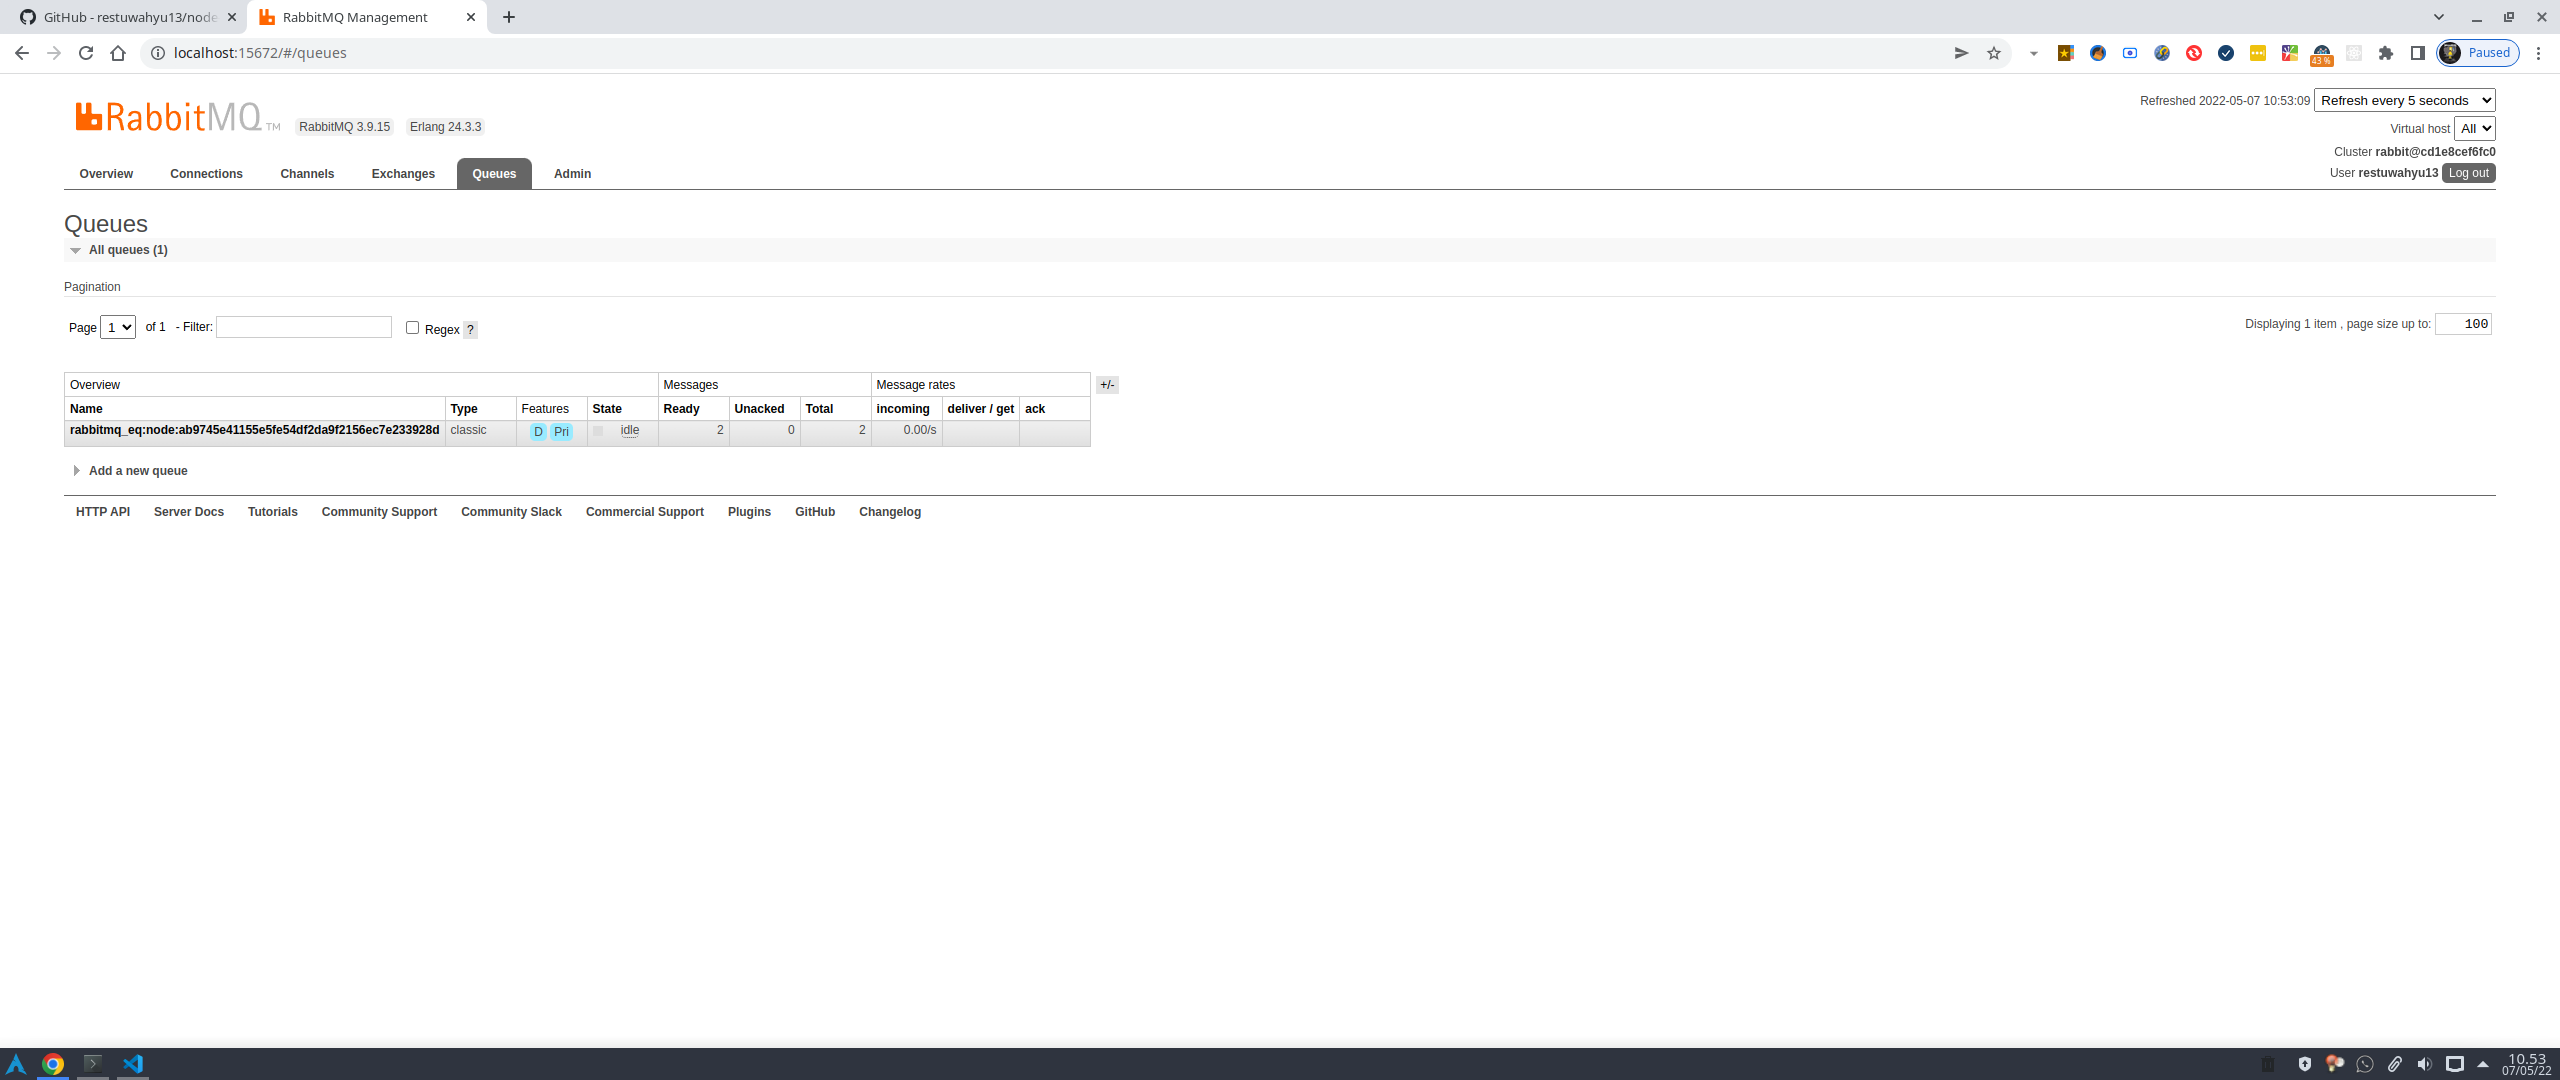 GitHub - restuwahyu13/node
RabbitMQ Management
localhost:15672/#/queues
43 %
Paused
RabbitMQ TM
RabbitMQ 3.9.15
Erlang 24.3.3
Refreshed 2022-05-07 10:53:09 Refresh every 5 seconds
Virtual host All
Cluster rabbit@cd1e8cef6fc0
User restuwahyu13 Log out
Overview Connections Channels Exchanges Queues Admin
Queues
All queues (1)
Pagination
Page 1 of 1 - Filter: Regex ?
Displaying 1 item , page size up to: 100
Overview Messages Message rates +/-
Name Type Features State Ready Unacked Total incoming deliver / get ack
rabbitmq_eq:node:ab9745e41155e5fe54df2da9f2156ec7e233928d classic D Pri idle 2 0 2 0.00/s
Add a new queue
HTTP API Server Docs Tutorials Community Support Community Slack Commercial Support Plugins GitHub Changelog
10.53
07/05/22